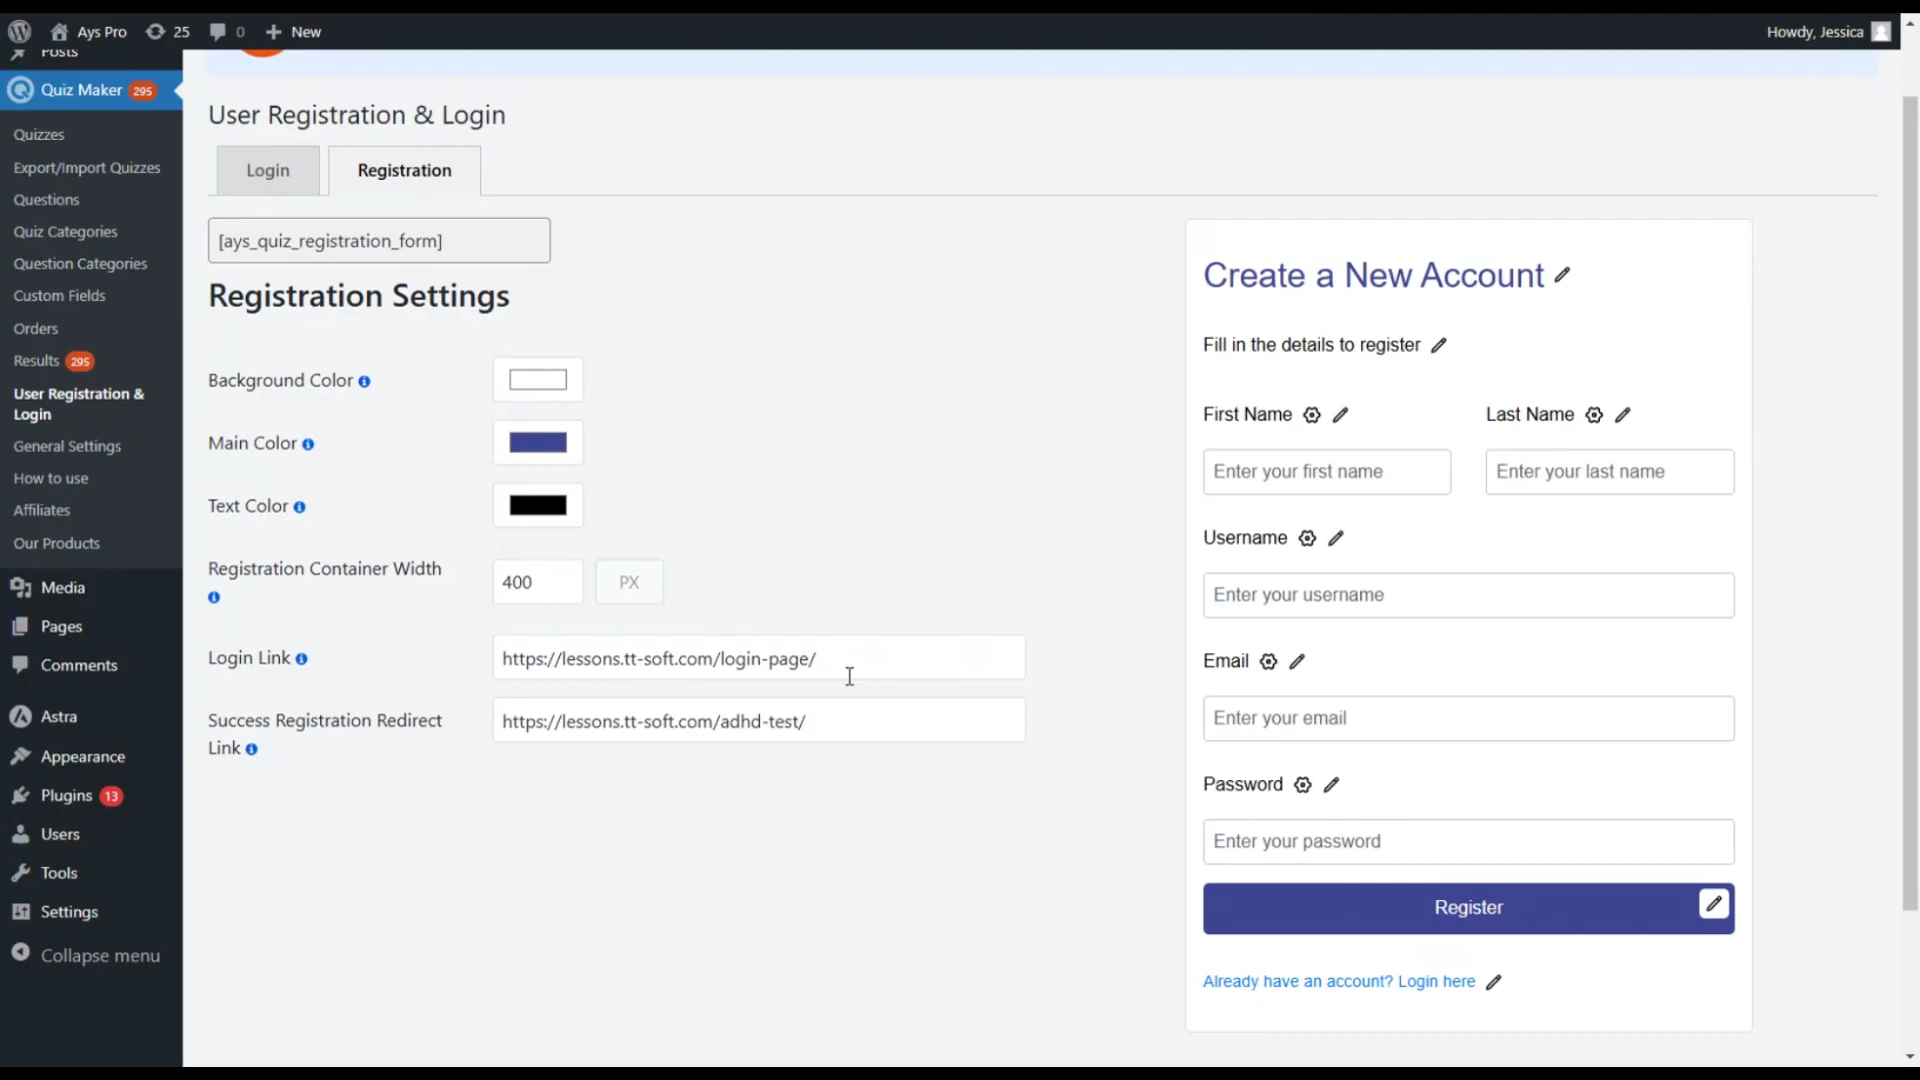 Ays Pro
25
0
New
Howdy, Jessica
Posts
Quiz Maker 295
Quizzes
Export/Import Quizzes
Questions
Quiz Categories
Question Categories
Custom Fields
Orders
Results 295
User Registration &
Login
General Settings
How to use
Affiliates
Our Products
Media
Pages
Comments
Astra
Appearance
Plugins 13
Users
Tools
Settings
Collapse menu
User Registration & Login
Login
Registration
[ays_quiz_registration_form]
Registration Settings
Background Color
Main Color
Text Color
Registration Container Width
400
PX
Login Link
https://lessons.tt-soft.com/login-page/
Success Registration Redirect
Link
https://lessons.tt-soft.com/adhd-test/
Create a New Account
Fill in the details to register
First Name
Last Name
Enter your first name
Enter your last name
Username
Enter your username
Email
Enter your email
Password
Enter your password
Register
Already have an account? Login here